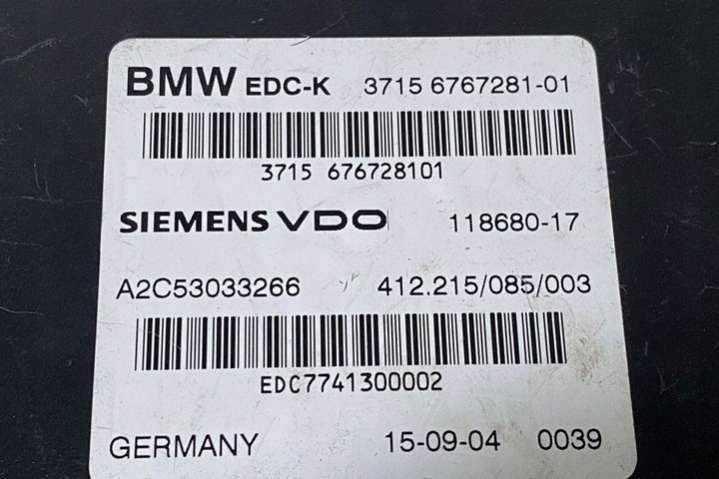 BMW EDC-K 3715 6767281-01
3715 676728101
SIEMENS VDO 118680-17
A2C53033266 412.215/085/003
EDC7741300002
GERMANY 15-09-04 0039